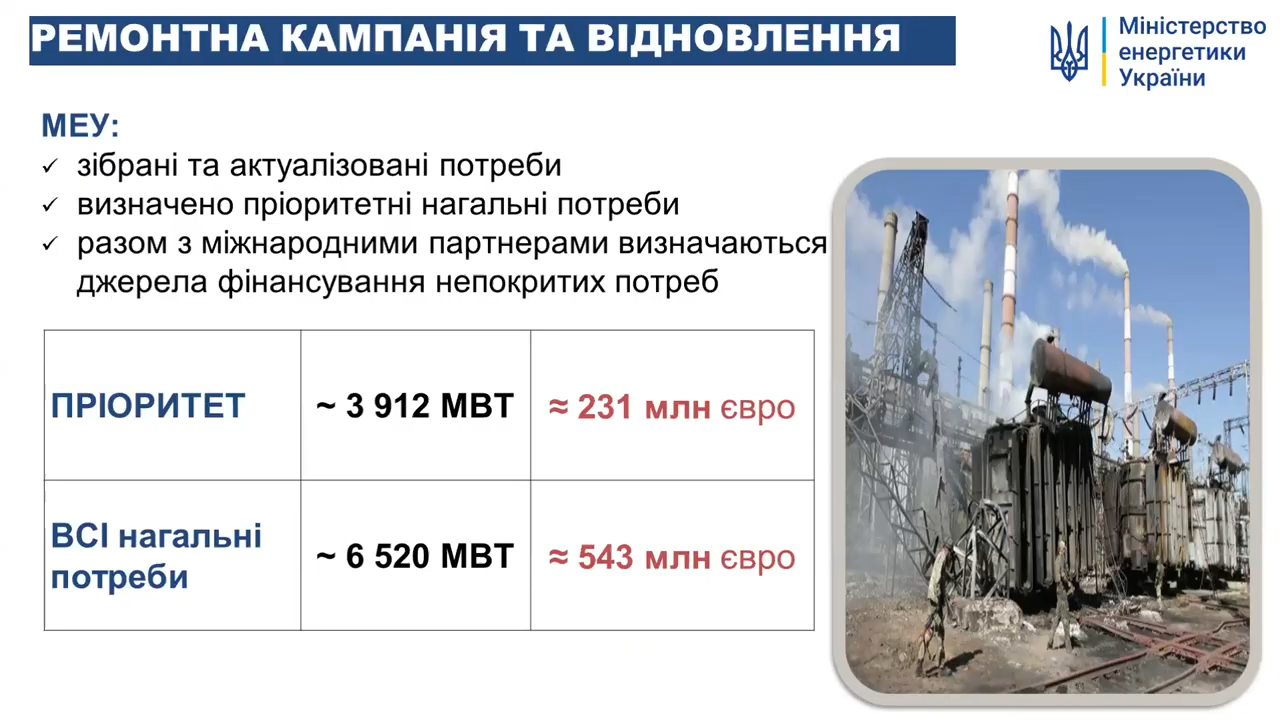 РЕМОНТНА КАМПАНІЯ ТА ВІДНОВЛЕННЯ
Міністерство
енергетики
України
МЕУ:
✓ зібрані та актуалізовані потреби
✓ визначено пріоритетні нагальні потреби
✓ разом з міжнародними партнерами визначаються
джерела фінансування непокритих потреб
ПРІОРИТЕТ ~ 3 912 МВТ ≈ 231 млн євро
ВСІ нагальні
потреби ~ 6 520 МВТ ≈ 543 млн євро